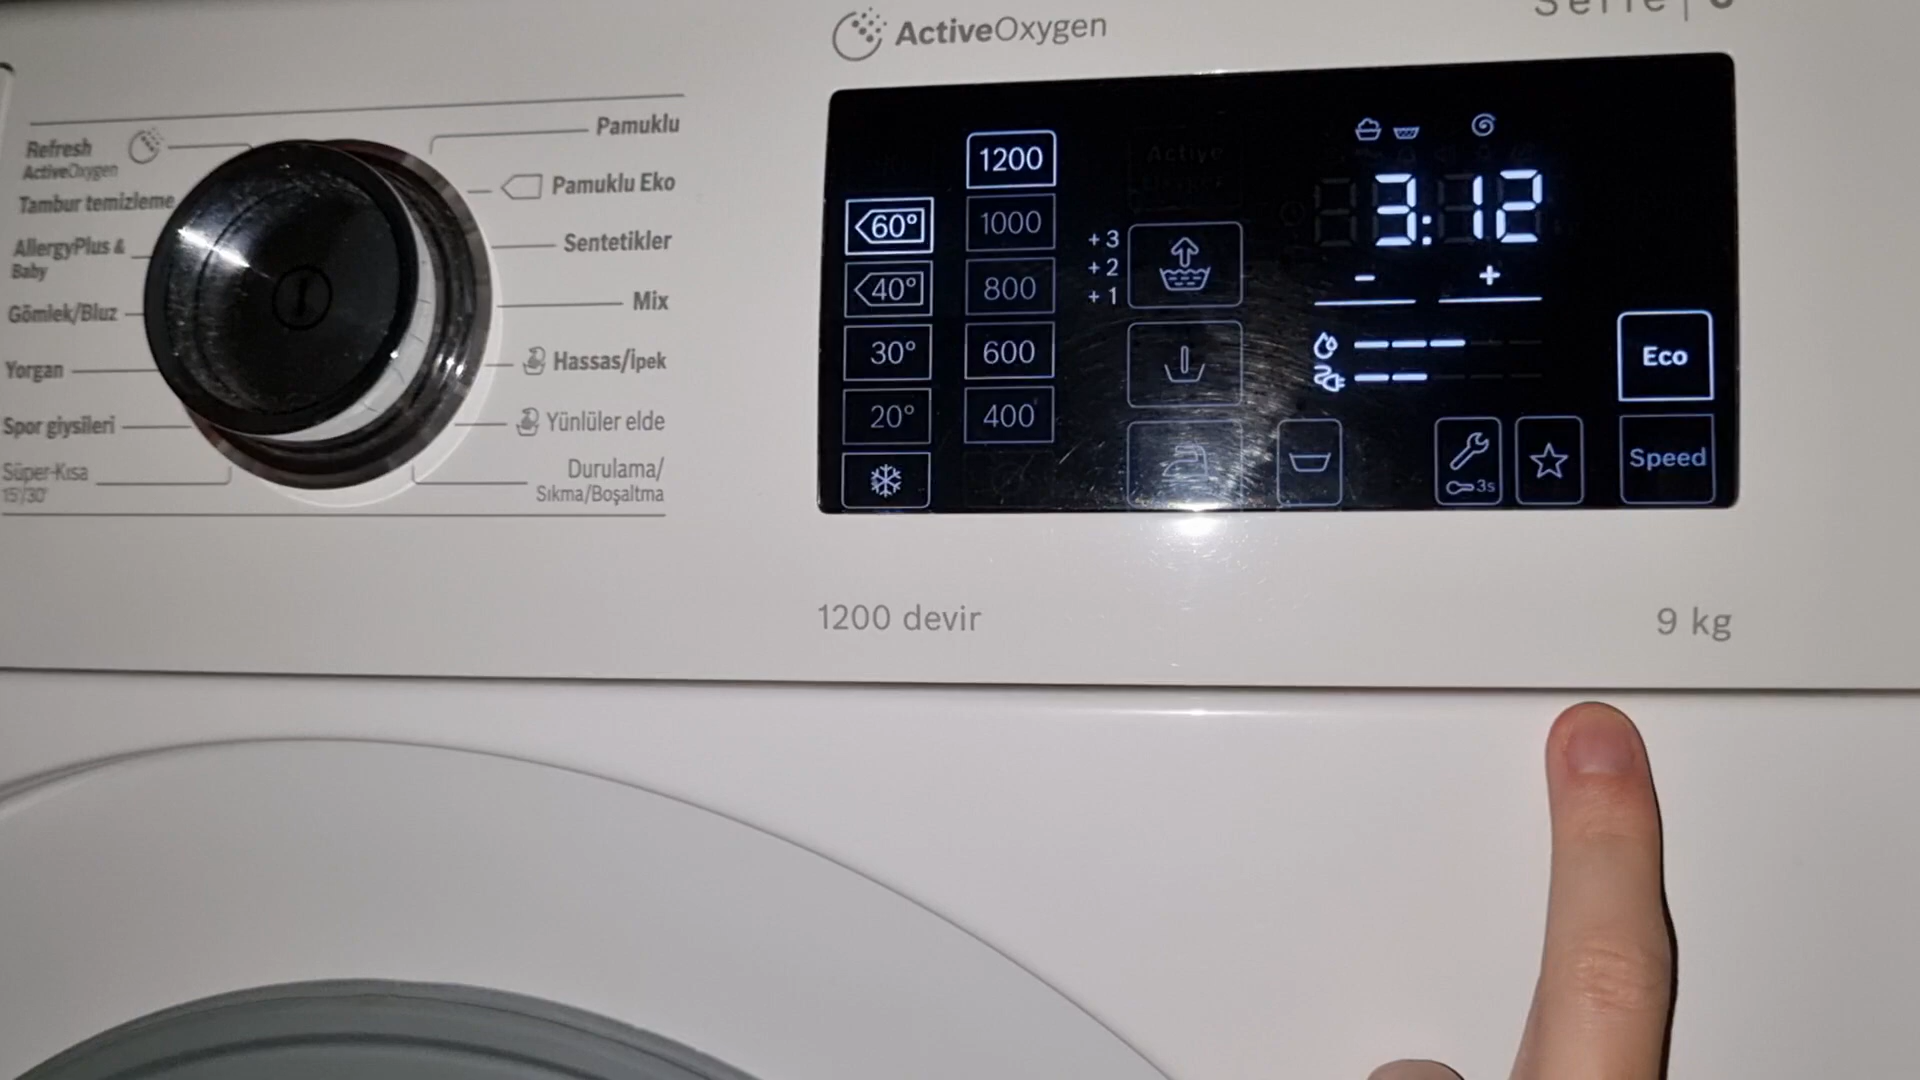 ActiveOxygen
Serie |
Refresh
ActiveOxygen
Tambur temizleme
AllergyPlus &
Baby
Gömlek/Bluz
Yorgan
Spor giysileri
Süper-Kısa
15'/30'
Pamuklu
Pamuklu Eko
Sentetikler
Mix
Hassas/İpek
Yünlüler elde
Durulama/
Sıkma/Boşaltma
60°
40°
30°
20°
1200
1000
800
600
400
+ 3
+ 2
+ 1
Active
3:12
- +
3s
Eco
Speed
1200 devir
9 kg